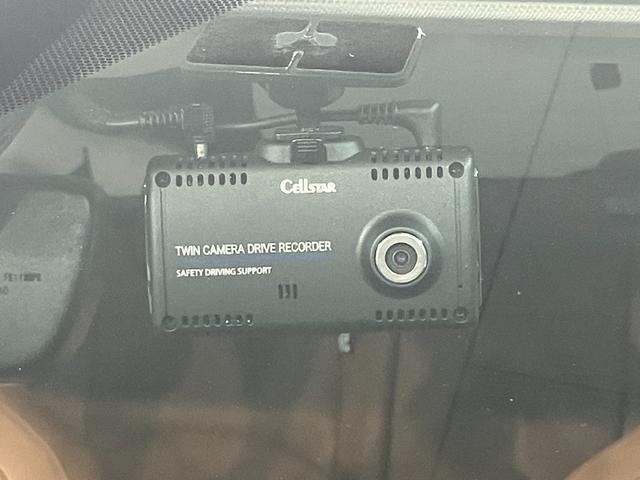 CELLSTAR
TWIN CAMERA DRIVE RECORDER
SAFETY DRIVING SUPPORT